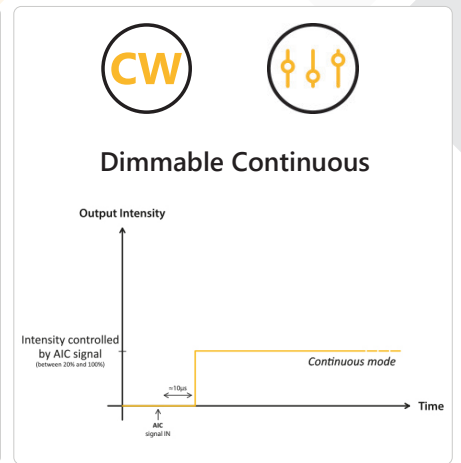 CW
Dimmable Continuous
Output Intensity
Intensity controlled
by AIC signal
(between 20% and 100%)
Continuous mode
≈10µs
Time
AIC
signal IN